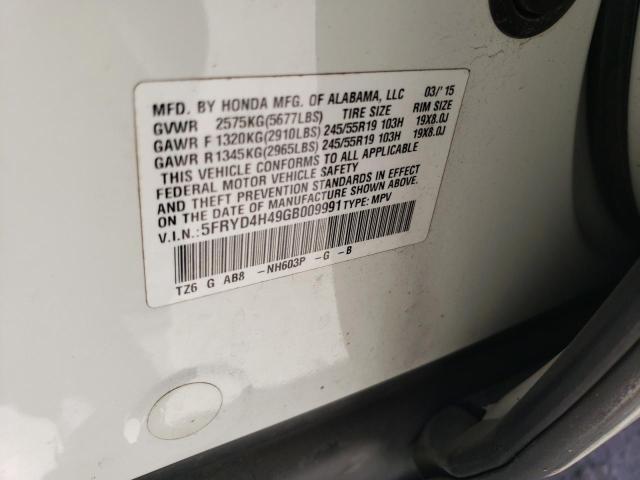 MFD. BY HONDA MFG. OF ALABAMA, LLC 03/'15
GVWR 2575KG(5677LBS) TIRE SIZE RIM SIZE
GAWR F 1320KG(2910LBS) 245/55R19 103H 19X8.0J
GAWR R1345KG(2965LBS) 245/55R19 103H 19X8.0J
THIS VEHICLE CONFORMS TO ALL APPLICABLE
FEDERAL MOTOR VEHICLE SAFETY
AND THEFT PREVENTION STANDARDS IN EFFECT
ON THE DATE OF MANUFACTURE SHOWN ABOVE.
V.I.N.: 5FRYD4H49GB009991 TYPE: MPV
TZ6 G AB8 -NH603P -G -B